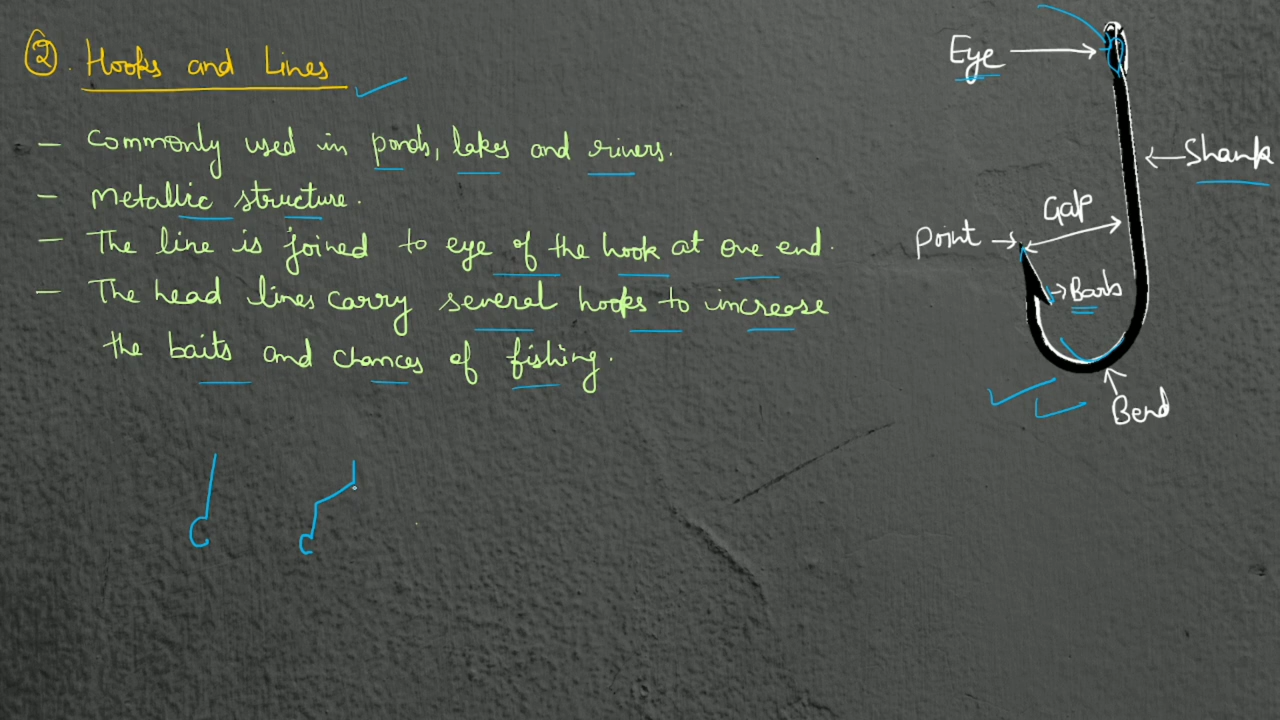 ②. Hooks and Lines
- Commonly used in ponds, lakes and rivers.
- Metallic structure.
- The line is joined to eye of the hook at one end.
- The head lines carry several hooks to increase
the baits and chances of fishing.
Eye
Shank
Gap
Point
Barb
Bend